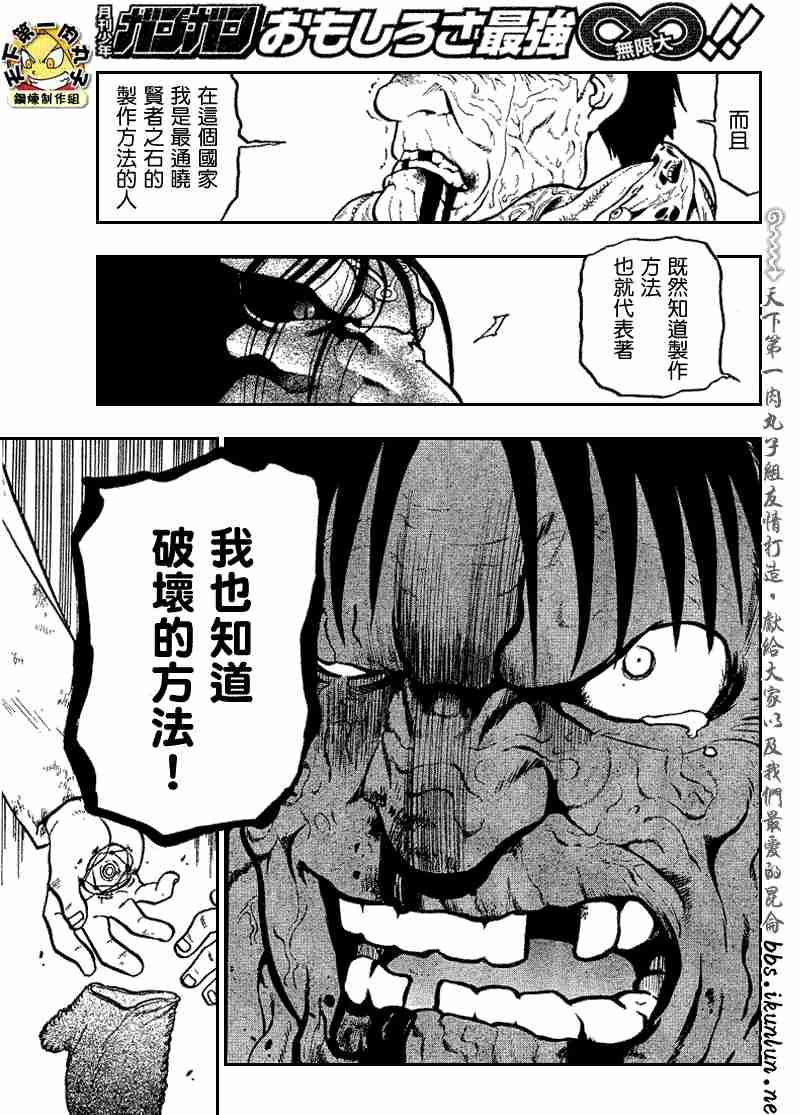 月刊少年
ガンガン
おもしろさ最強
無限大
!!
天下第一肉丸子
鋼煉制作組
而且
在這個國家
我是最通曉
賢者之石的
製作方法的人
既然知道製作
方法
也就代表著
我也知道
破壞的方法！
天下第一肉丸子組友情打造，獻給大家以及我們最愛的昆侖 bbs.ikunlun.ne